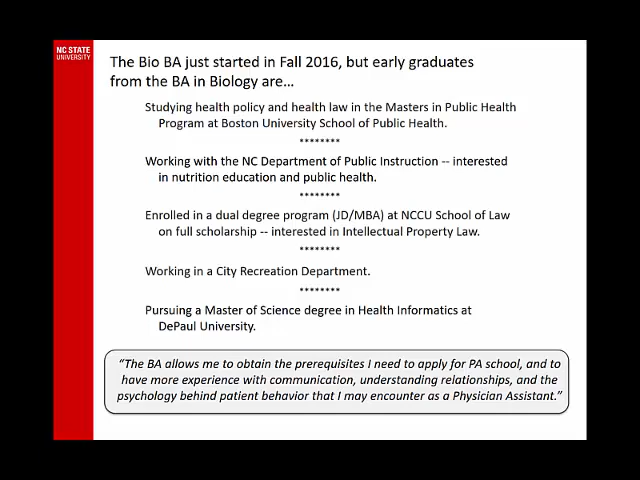 NC STATE
UNIVERSITY
The Bio BA just started in Fall 2016, but early graduates
from the BA in Biology are…
Studying health policy and health law in the Masters in Public Health
Program at Boston University School of Public Health.
********
Working with the NC Department of Public Instruction -- interested
in nutrition education and public health.
********
Enrolled in a dual degree program (JD/MBA) at NCCU School of Law
on full scholarship -- interested in Intellectual Property Law.
********
Working in a City Recreation Department.
********
Pursuing a Master of Science degree in Health Informatics at
DePaul University.
“The BA allows me to obtain the prerequisites I need to apply for PA school, and to
have more experience with communication, understanding relationships, and the
psychology behind patient behavior that I may encounter as a Physician Assistant.”